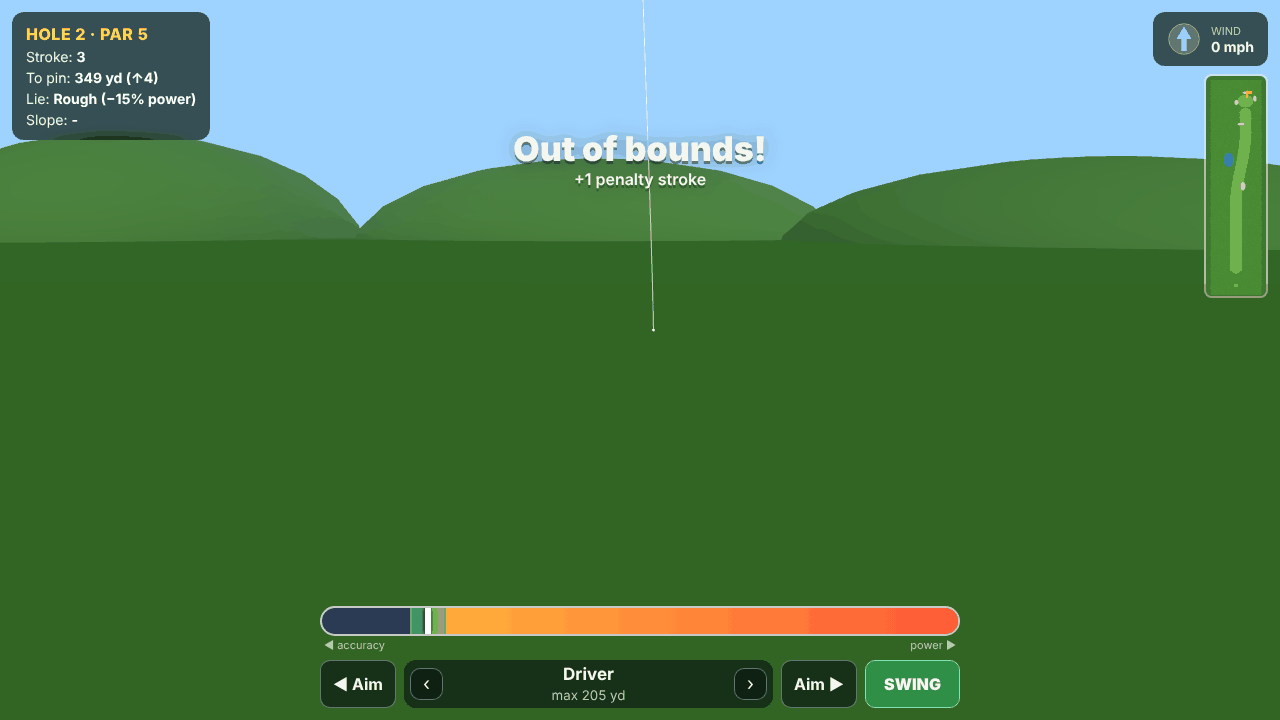 HOLE 2 · PAR 5
Stroke: 3
To pin: 349 yd (↑4)
Lie: Rough (−15% power)
Slope: -
WIND
0 mph
Out of bounds!
+1 penalty stroke
◀ accuracy
power ▶
◀ Aim
‹
Driver
max 205 yd
›
Aim ▶
SWING